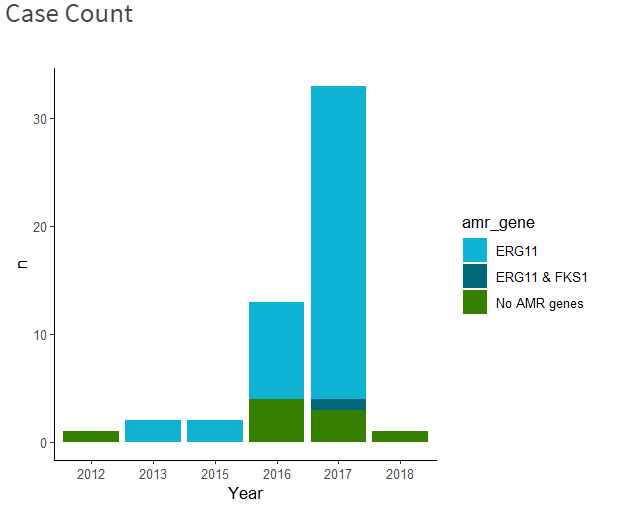 Case Count
n
30
20
10
0
2012 2013 2015 2016 2017 2018
Year
amr_gene
ERG11
ERG11 & FKS1
No AMR genes